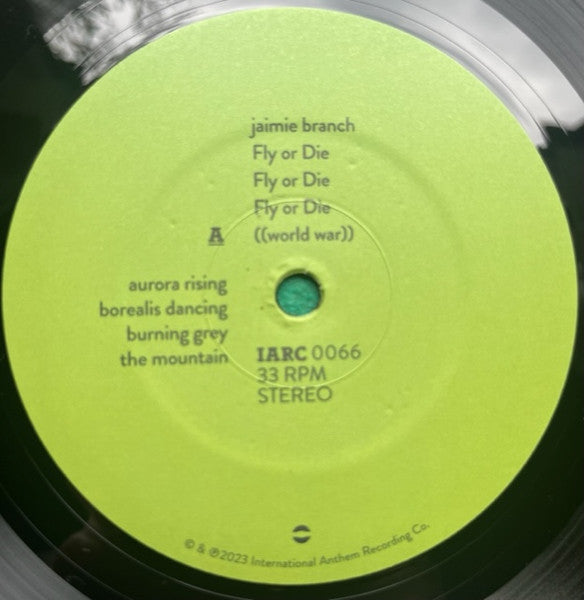 jaimie branch
Fly or Die
Fly or Die
Fly or Die
A ((world war))
aurora rising
borealis dancing
burning grey
the mountain
IARC 0066
33 RPM
STEREO
© & ℗2023 International Anthem Recording Co.